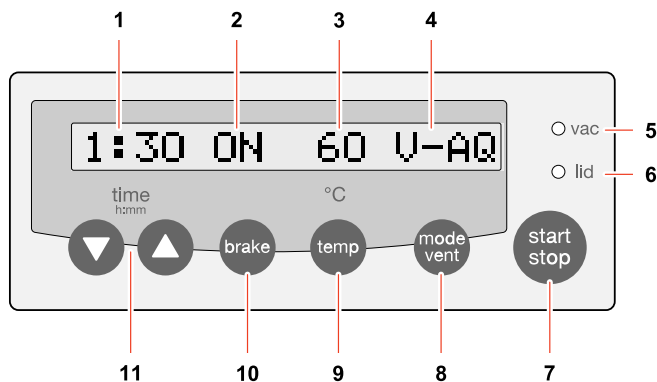 1 2 3 4
1:30 ON 60 V-AQ
vac 5
lid 6
time °C
h:mm
brake temp mode vent start stop
11 10 9 8 7